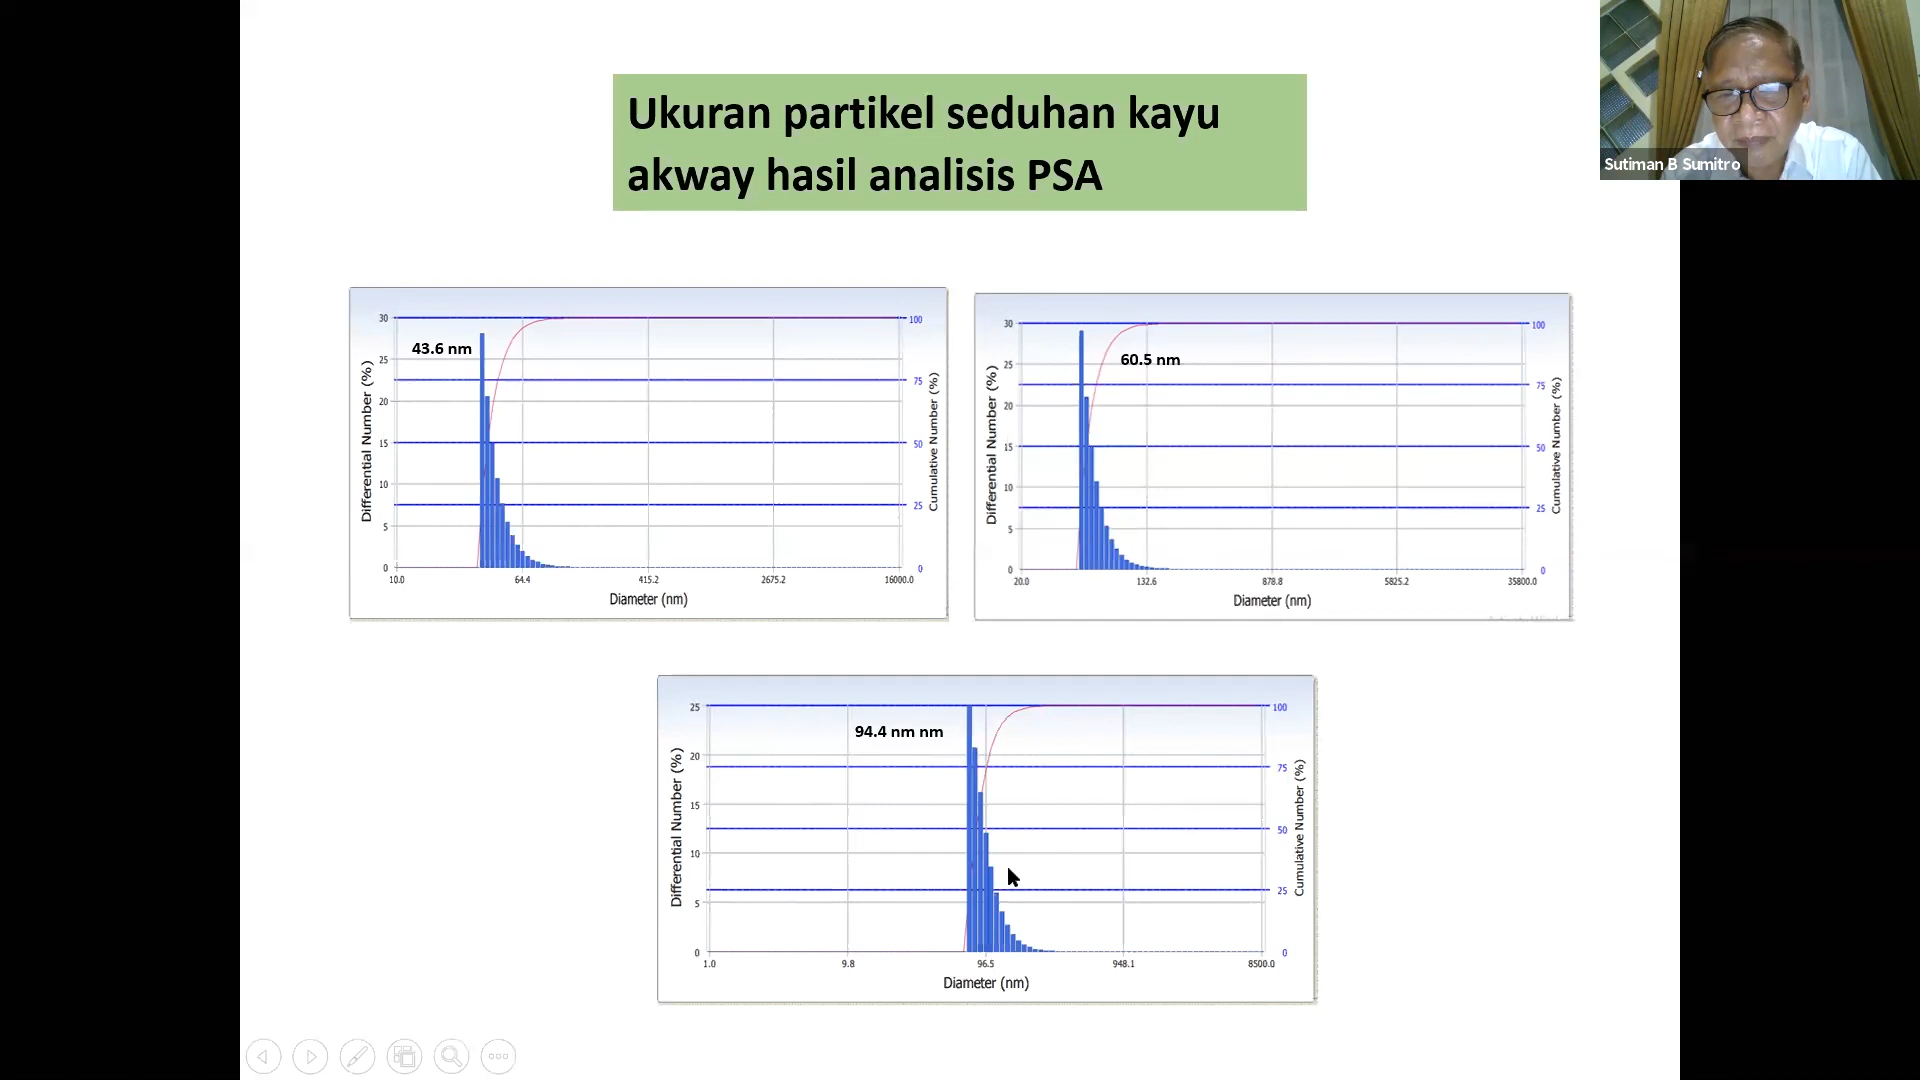 Ukuran partikel seduhan kayu
akway hasil analisis PSA
Sutiman B Sumitro
43.6 nm
Differential Number (%)
30
25
20
15
10
5
0
100
75
50
25
0
Cumulative Number (%)
10.0 64.4 415.2 2675.2 16000.0
Diameter (nm)
60.5 nm
Differential Number (%)
30
25
20
15
10
5
0
100
75
50
25
0
Cumulative Number (%)
20.0 132.6 878.8 5825.2 35800.0
Diameter (nm)
94.4 nm nm
Differential Number (%)
25
20
15
10
5
0
100
75
50
25
0
Cumulative Number (%)
1.0 9.8 96.5 948.1 8500.0
Diameter (nm)